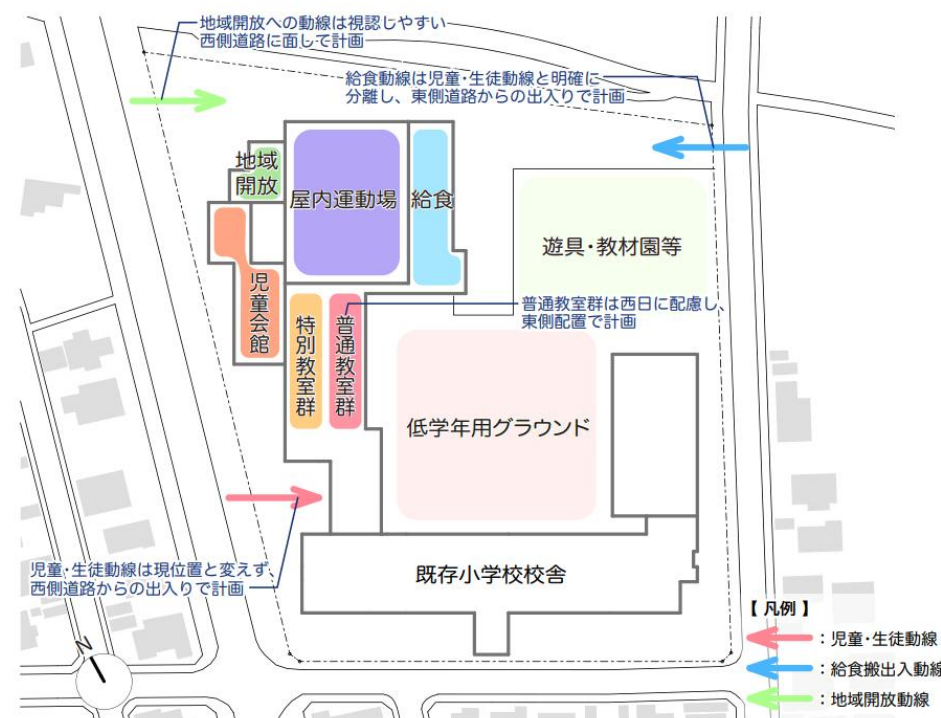 地域開放への動線は視認しやすい
西側道路に面して計画
給食動線は児童・生徒動線と明確に
分離し、東側道路からの出入りで計画
地域
開放
屋内運動場
給食
遊具・教材園等
児童会館
特別教室群
普通教室群
普通教室群は西日に配慮し、
東側配置で計画
低学年用グラウンド
児童・生徒動線は現位置と変えず、
西側道路からの出入りで計画
既存小学校校舎
N
【 凡例 】
：児童・生徒動線
：給食搬出入動線
：地域開放動線